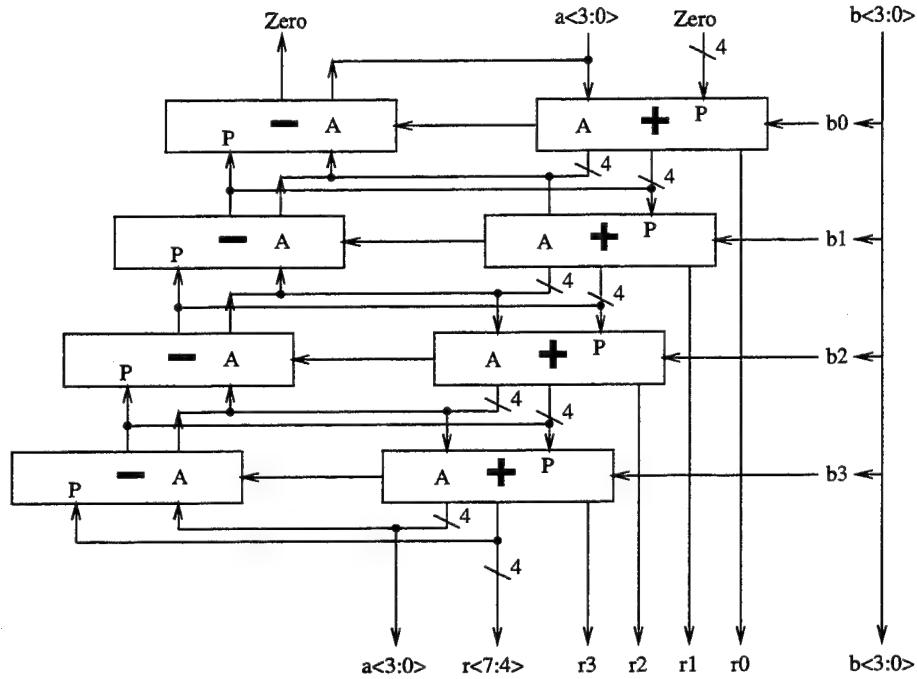 Zero a<3:0> Zero b<3:0>
4
P − A A + P b0
4 4
P − A A + P b1
4 4
P − A A + P b2
4 4
P − A A + P b3
4
4
a<3:0> r<7:4> r3 r2 r1 r0 b<3:0>